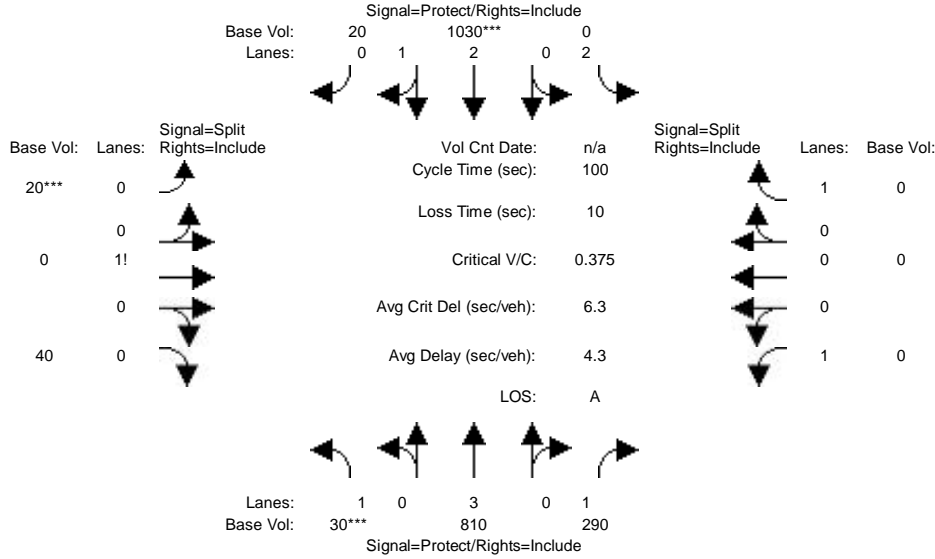 Signal=Protect/Rights=Include
Base Vol: 20 1030*** 0
Lanes: 0 1 2 0 2
Signal=Split
Base Vol: Lanes: Rights=Include
Vol Cnt Date: n/a
Signal=Split
Rights=Include Lanes: Base Vol:
Cycle Time (sec): 100
20*** 0
1 0
Loss Time (sec): 10
0
0
0 1!
Critical V/C: 0.375
0 0
0
Avg Crit Del (sec/veh): 6.3
0
40 0
Avg Delay (sec/veh): 4.3
1 0
LOS: A
Lanes: 1 0 3 0 1
Base Vol: 30*** 810 290
Signal=Protect/Rights=Include